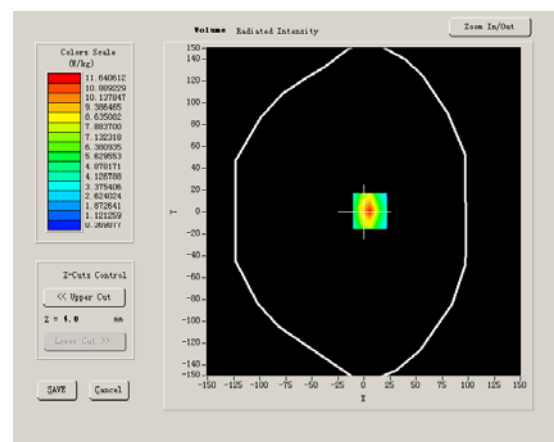 Volume Radiated Intensity
Zoom In/Out
Colors Scale
(W/kg)
11.640612
10.889229
10.137847
9.386465
8.635082
7.883700
7.132318
6.380935
5.629553
4.878171
4.126788
3.375406
2.624024
1.872641
1.121259
0.369877
150
140
120
100
80
60
40
20
0
-20
-40
-60
-80
-100
-120
-140
-150
Y
-150 -125 -100 -75 -50 -25 0 25 50 75 100 125 150
X
Z-Cuts Control
<< Upper Cut
Z = 4.0 mm
Lower Cut >>
SAVE Cancel